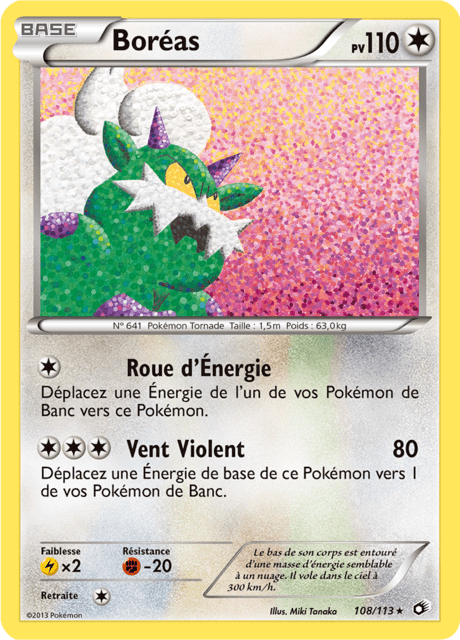 BASE
Boréas
PV110
N° 641 Pokémon Tornade Taille : 1,5m Poids : 63,0kg
Roue d'Énergie
Déplacez une Énergie de l'un de vos Pokémon de
Banc vers ce Pokémon.
Vent Violent 80
Déplacez une Énergie de base de ce Pokémon vers 1
de vos Pokémon de Banc.
Faiblesse
×2
Résistance
-20
Retraite
Le bas de son corps est entouré
d'une masse d'énergie semblable
à un nuage. Il vole dans le ciel à
300 km/h.
©2013 Pokémon
Illus. Miki Tanaka
108/113 ★